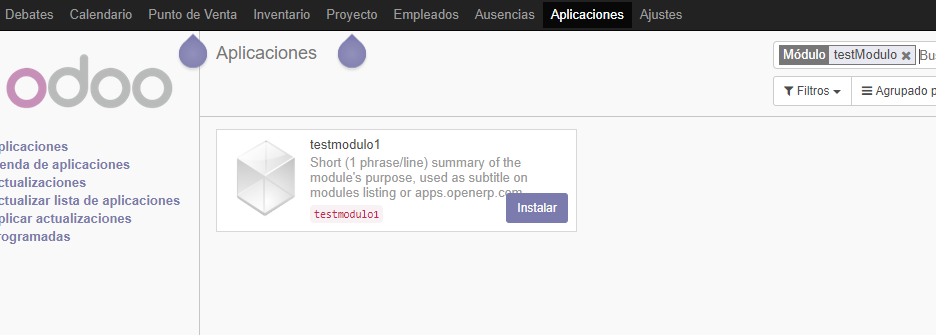 Debates Calendario Punto de Venta Inventario Proyecto Empleados Ausencias Aplicaciones Ajustes
odoo
Aplicaciones
Módulo testModulo × Bu
Filtros Agrupado p
plicaciones
enda de aplicaciones
ctualizaciones
ctualizar lista de aplicaciones
plicar actualizaciones
rogramadas
testmodulo1
Short (1 phrase/line) summary of the
module's purpose, used as subtitle on
modules listing or apps.openerp.com
testmodulo1
Instalar